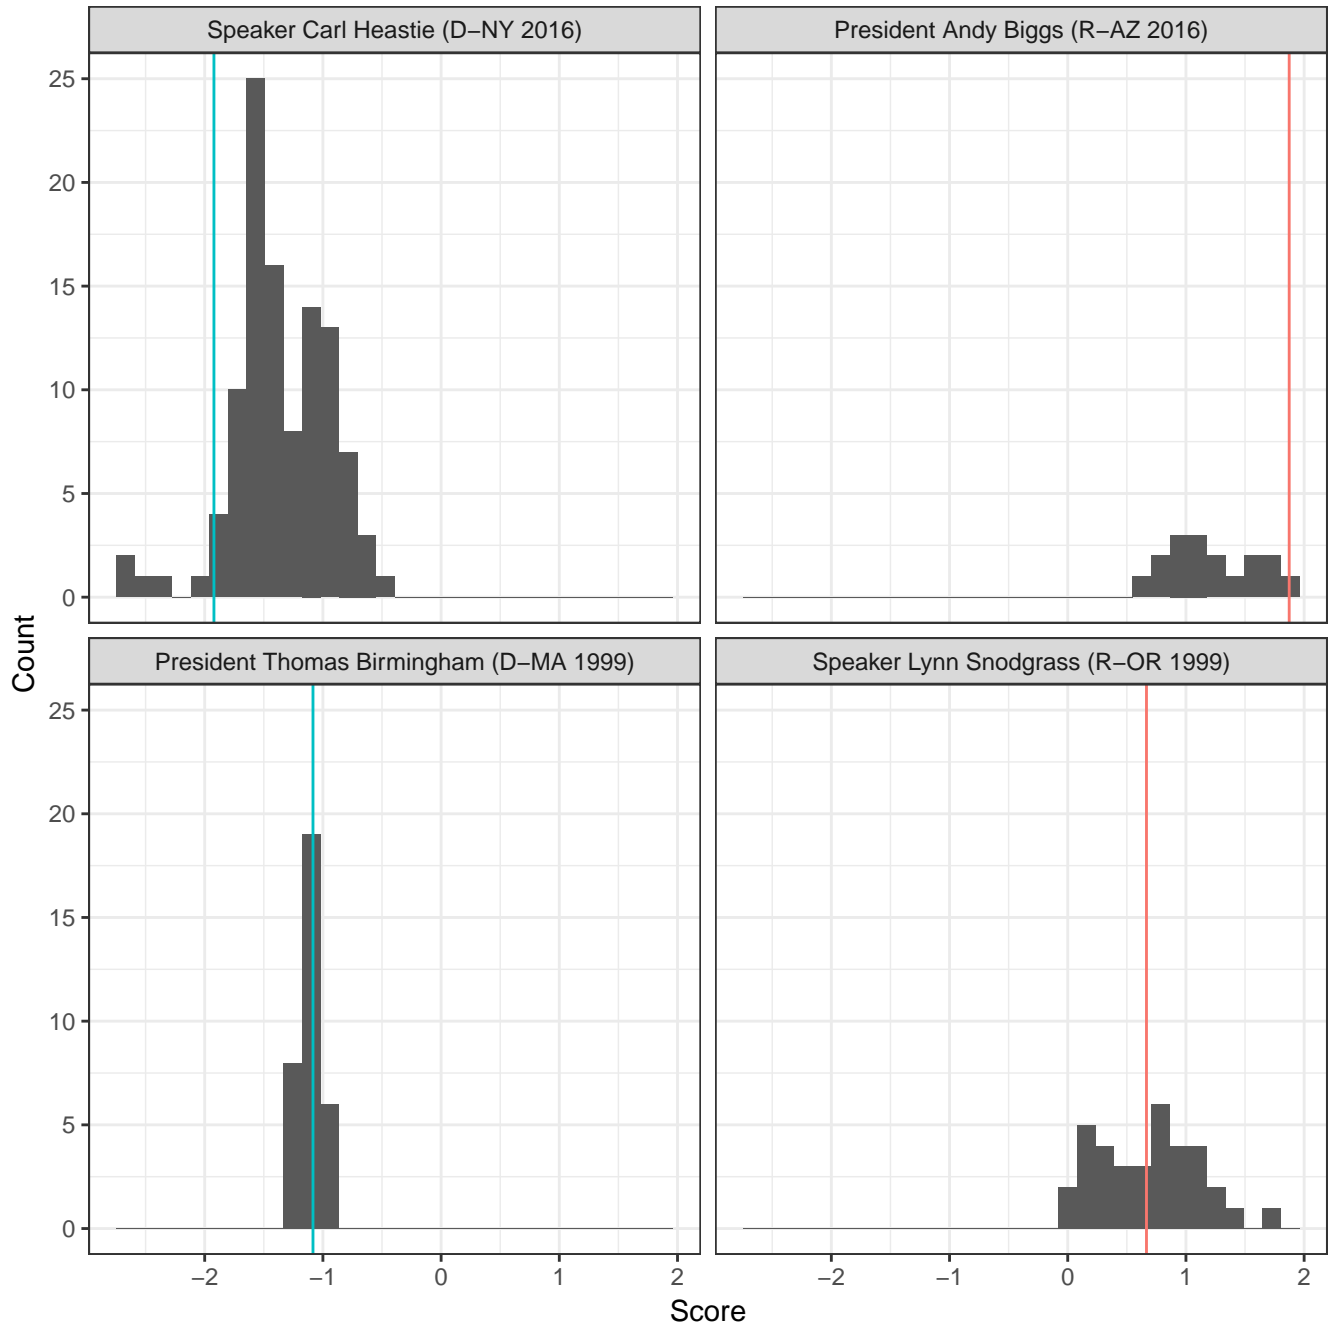 Speaker Carl Heastie (D−NY 2016)
President Andy Biggs (R−AZ 2016)
25
20
15
10
5
0
Count
President Thomas Birmingham (D−MA 1999)
Speaker Lynn Snodgrass (R−OR 1999)
25
20
15
10
5
0
−2 −1 0 1 2
−2 −1 0 1 2
Score